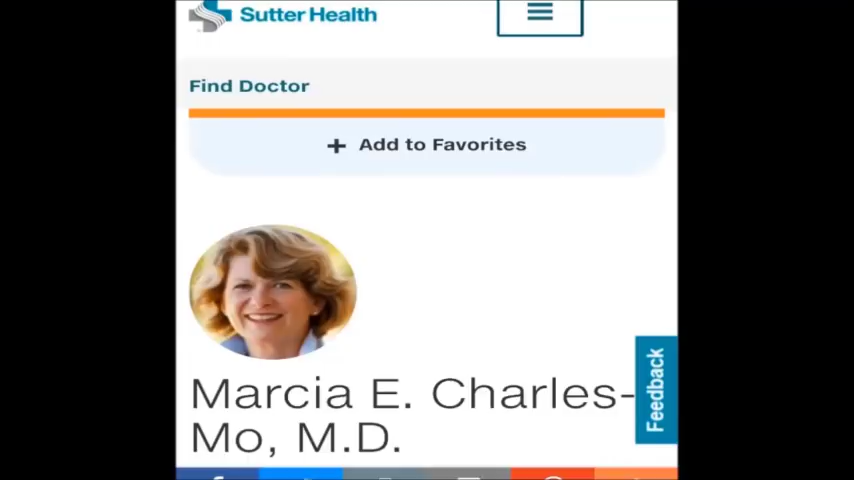 Sutter Health
Find Doctor
+ Add to Favorites
Marcia E. Charles-
Mo, M.D.
Feedback